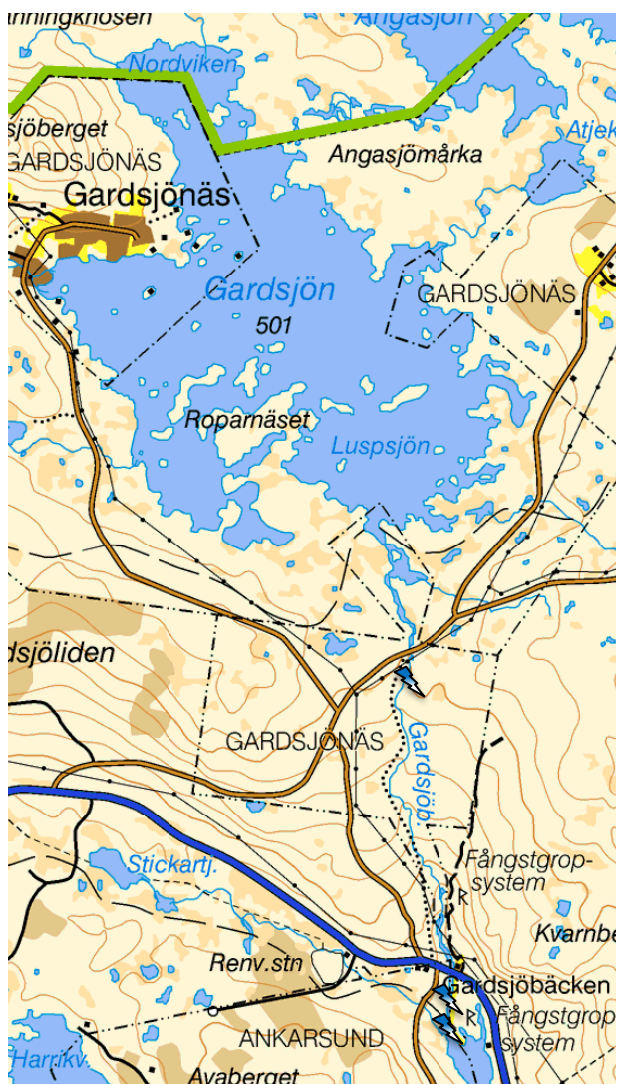 Angasjön
Nordviken
sjöberget
Atjek
GARDSJÖNÄS
Angasjömårka
Gardsjönäs
Gardsjön
GARDSJÖNÄS
501
Roparnäset
Luspsjön
dsjöliden
GARDSJÖNÄS
Gardsjöb.
Stickartj.
Fångstgrop-
system
R
Kvarnbe
Renv.stn
Gardsjöbäcken
R
Fångstgrop
system
ANKARSUND
Harrikv
Avaberget